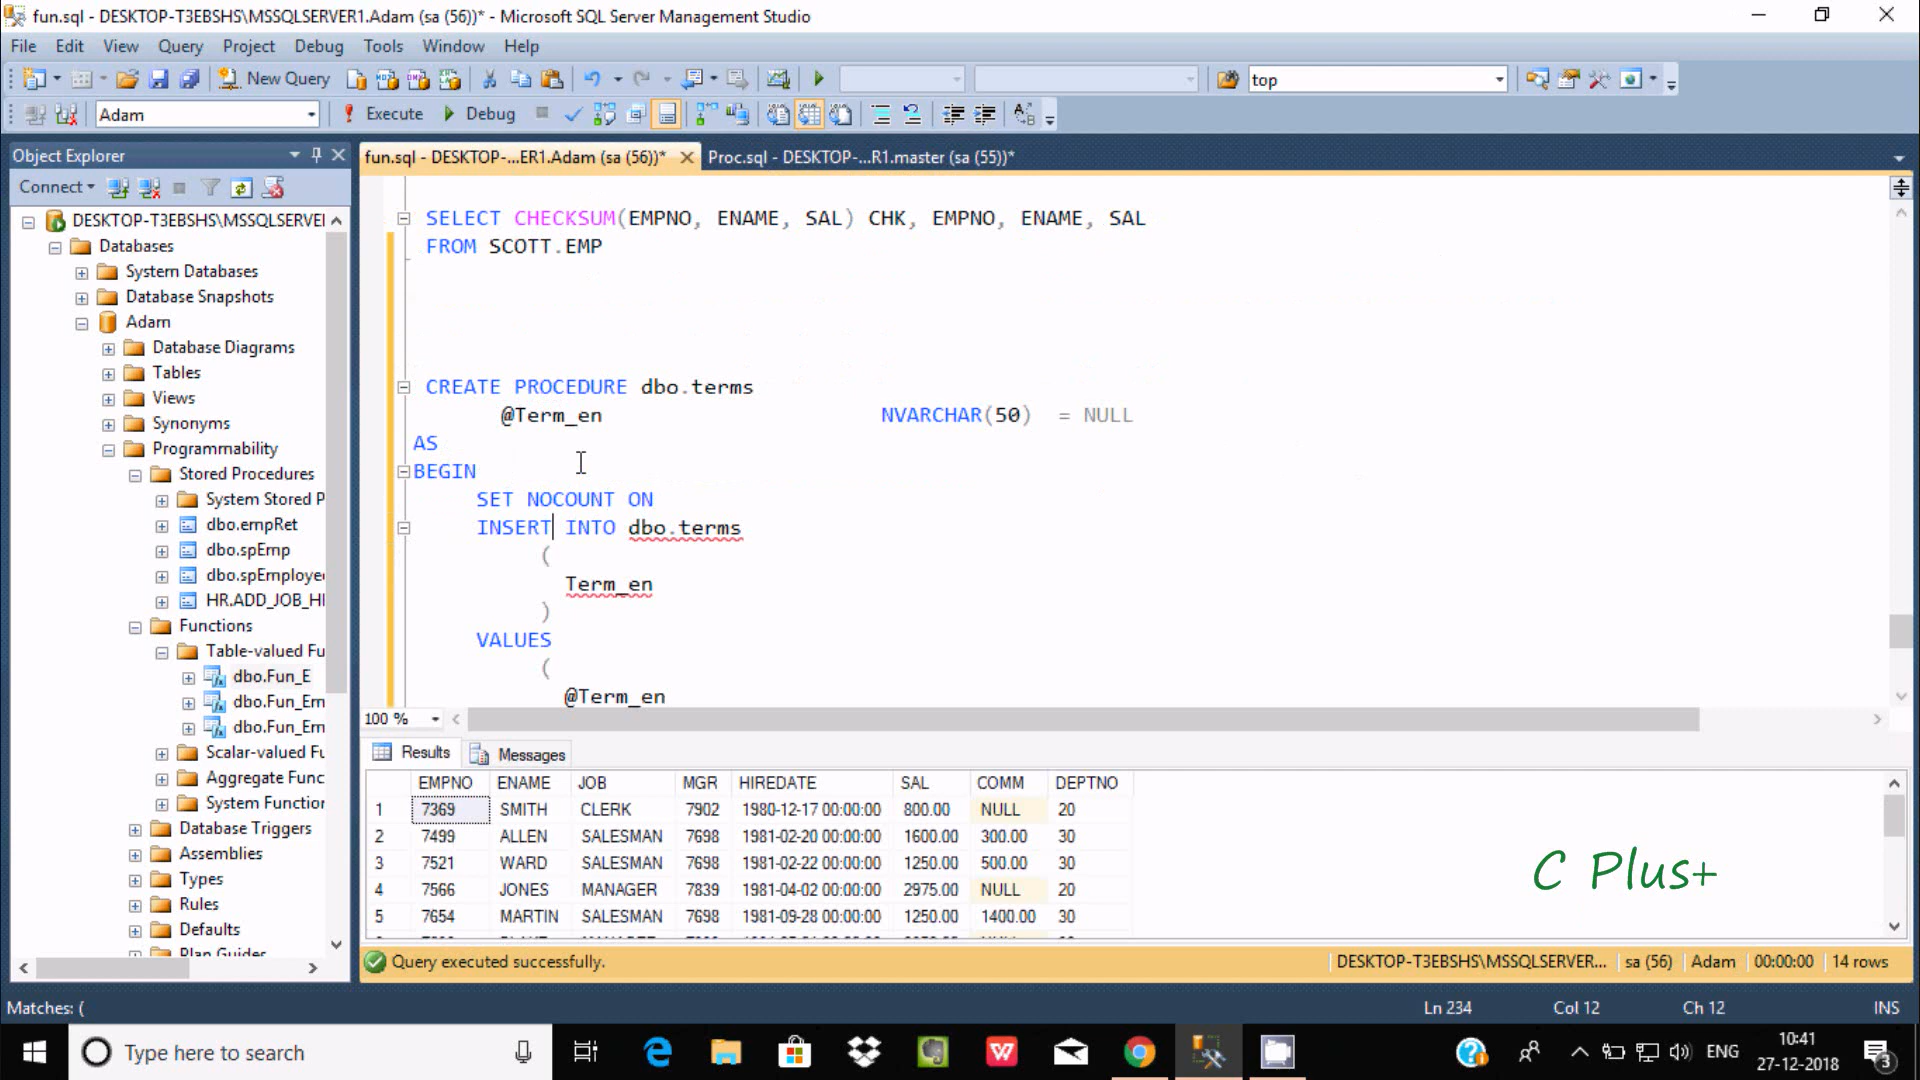 fun.sql - DESKTOP-T3EBSHS\MSSQLSERVER1.Adam (sa (56))* - Microsoft SQL Server Management Studio
File Edit View Query Project Debug Tools Window Help
New Query top
Adam Execute Debug
Object Explorer
fun.sql - DESKTOP-...ER1.Adam (sa (56))* Proc.sql - DESKTOP-...R1.master (sa (55))*
Connect
DESKTOP-T3EBSHS\MSSQLSERVE
Databases
System Databases
Database Snapshots
Adam
Database Diagrams
Tables
Views
Synonyms
Programmability
Stored Procedures
System Stored P
dbo.empRet
dbo.spEmp
dbo.spEmploye
HR.ADD_JOB_HI
Functions
Table-valued Fu
dbo.Fun_E
dbo.Fun_Em
dbo.Fun_Em
Scalar-valued Fu
Aggregate Func
System Function
Database Triggers
Assemblies
Types
Rules
Defaults
Plan Guides
SELECT CHECKSUM(EMPNO, ENAME, SAL) CHK, EMPNO, ENAME, SAL
FROM SCOTT.EMP
CREATE PROCEDURE dbo.terms
@Term_en NVARCHAR(50) = NULL
AS
BEGIN
SET NOCOUNT ON
INSERT INTO dbo.terms
(
Term_en
)
VALUES
(
@Term_en
100 %
Results Messages
EMPNO ENAME JOB MGR HIREDATE SAL COMM DEPTNO
1 7369 SMITH CLERK 7902 1980-12-17 00:00:00 800.00 NULL 20
2 7499 ALLEN SALESMAN 7698 1981-02-20 00:00:00 1600.00 300.00 30
3 7521 WARD SALESMAN 7698 1981-02-22 00:00:00 1250.00 500.00 30
4 7566 JONES MANAGER 7839 1981-04-02 00:00:00 2975.00 NULL 20
5 7654 MARTIN SALESMAN 7698 1981-09-28 00:00:00 1250.00 1400.00 30
C Plus+
Query executed successfully. DESKTOP-T3EBSHS\MSSQLSERVER... sa (56) Adam 00:00:00 14 rows
Matches: ( Ln 234 Col 12 Ch 12 INS
Type here to search ENG 10:41
27-12-2018
3